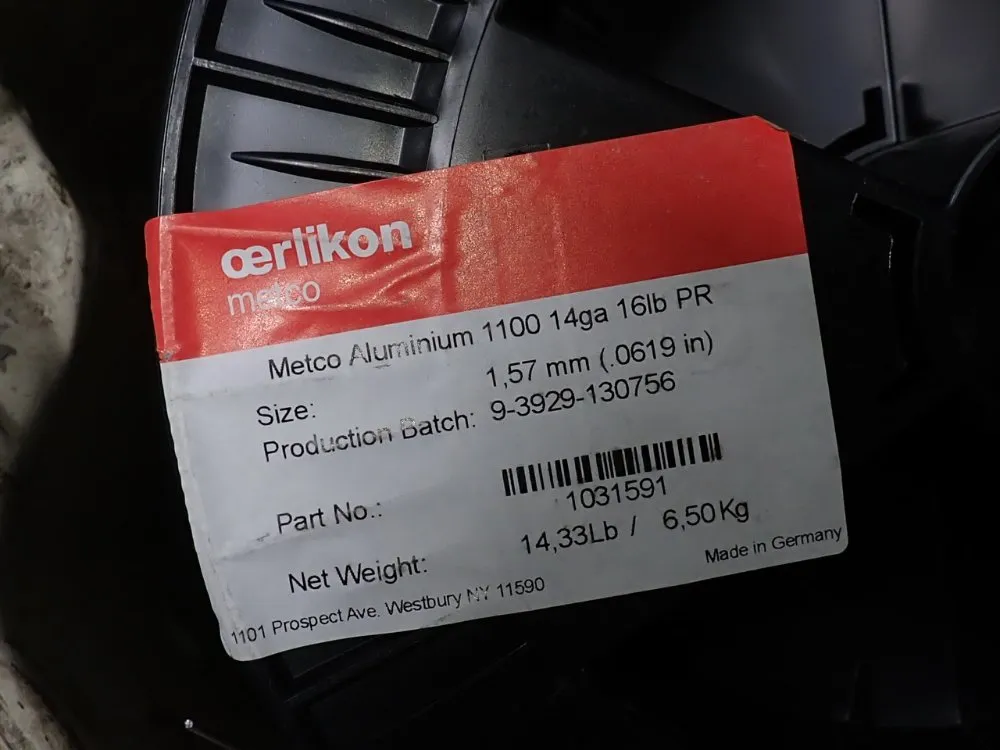 œrlikon
metco
Metco Aluminium 1100 14ga 16lb PR
Size: 1,57 mm (.0619 in)
Production Batch: 9-3929-130756
Part No.: 1031591
Net Weight: 14,33Lb / 6,50Kg
1101 Prospect Ave. Westbury NY 11590 Made in Germany